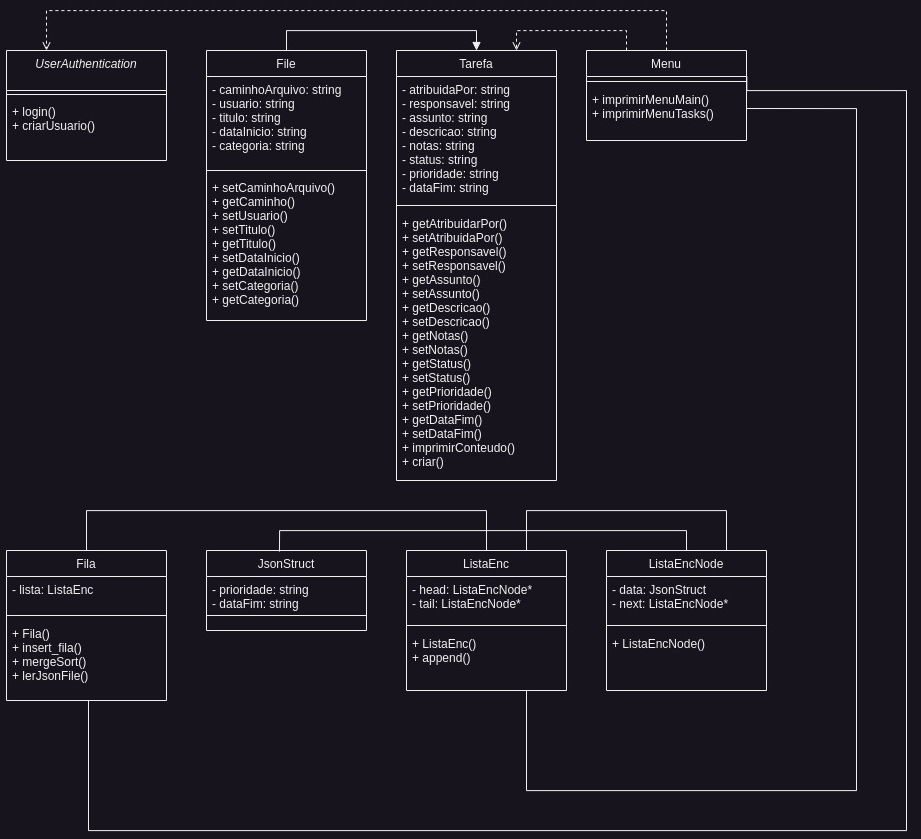 UserAuthentication
+ login()
+ criarUsuario()
File
- caminhoArquivo: string
- usuario: string
- titulo: string
- dataInicio: string
- categoria: string
+ setCaminhoArquivo()
+ getCaminho()
+ setUsuario()
+ setTitulo()
+ getTitulo()
+ setDataInicio()
+ getDataInicio()
+ setCategoria()
+ getCategoria()
Tarefa
- atribuidaPor: string
- responsavel: string
- assunto: string
- descricao: string
- notas: string
- status: string
- prioridade: string
- dataFim: string
+ getAtribuidarPor()
+ setAtribuidaPor()
+ getResponsavel()
+ setResponsavel()
+ getAssunto()
+ setAssunto()
+ getDescricao()
+ setDescricao()
+ getNotas()
+ setNotas()
+ getStatus()
+ setStatus()
+ getPrioridade()
+ setPrioridade()
+ getDataFim()
+ setDataFim()
+ imprimirConteudo()
+ criar()
Menu
+ imprimirMenuMain()
+ imprimirMenuTasks()
Fila
- lista: ListaEnc
+ Fila()
+ insert_fila()
+ mergeSort()
+ lerJsonFile()
JsonStruct
- prioridade: string
- dataFim: string
ListaEnc
- head: ListaEncNode*
- tail: ListaEncNode*
+ ListaEnc()
+ append()
ListaEncNode
- data: JsonStruct
- next: ListaEncNode*
+ ListaEncNode()